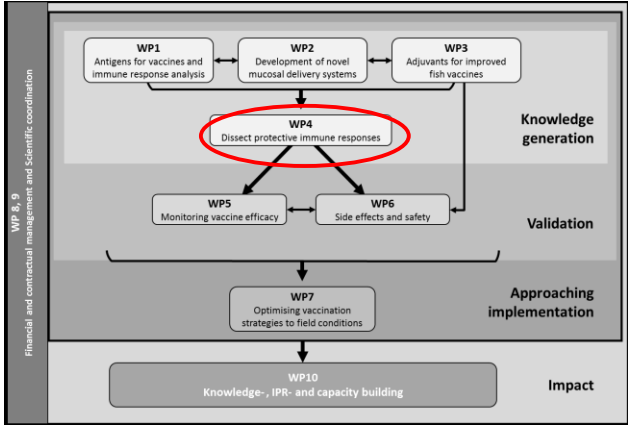 WP 8, 9
Financial and contractual management and Scientific coordination
WP1
Antigens for vaccines and
immune response analysis
WP2
Development of novel
mucosal delivery systems
WP3
Adjuvants for improved
fish vaccines
Knowledge
generation
WP4
Dissect protective immune responses
WP5
Monitoring vaccine efficacy
WP6
Side effects and safety
Validation
WP7
Optimising vaccination
strategies to field conditions
Approaching
implementation
WP10
Knowledge-, IPR- and capacity building
Impact